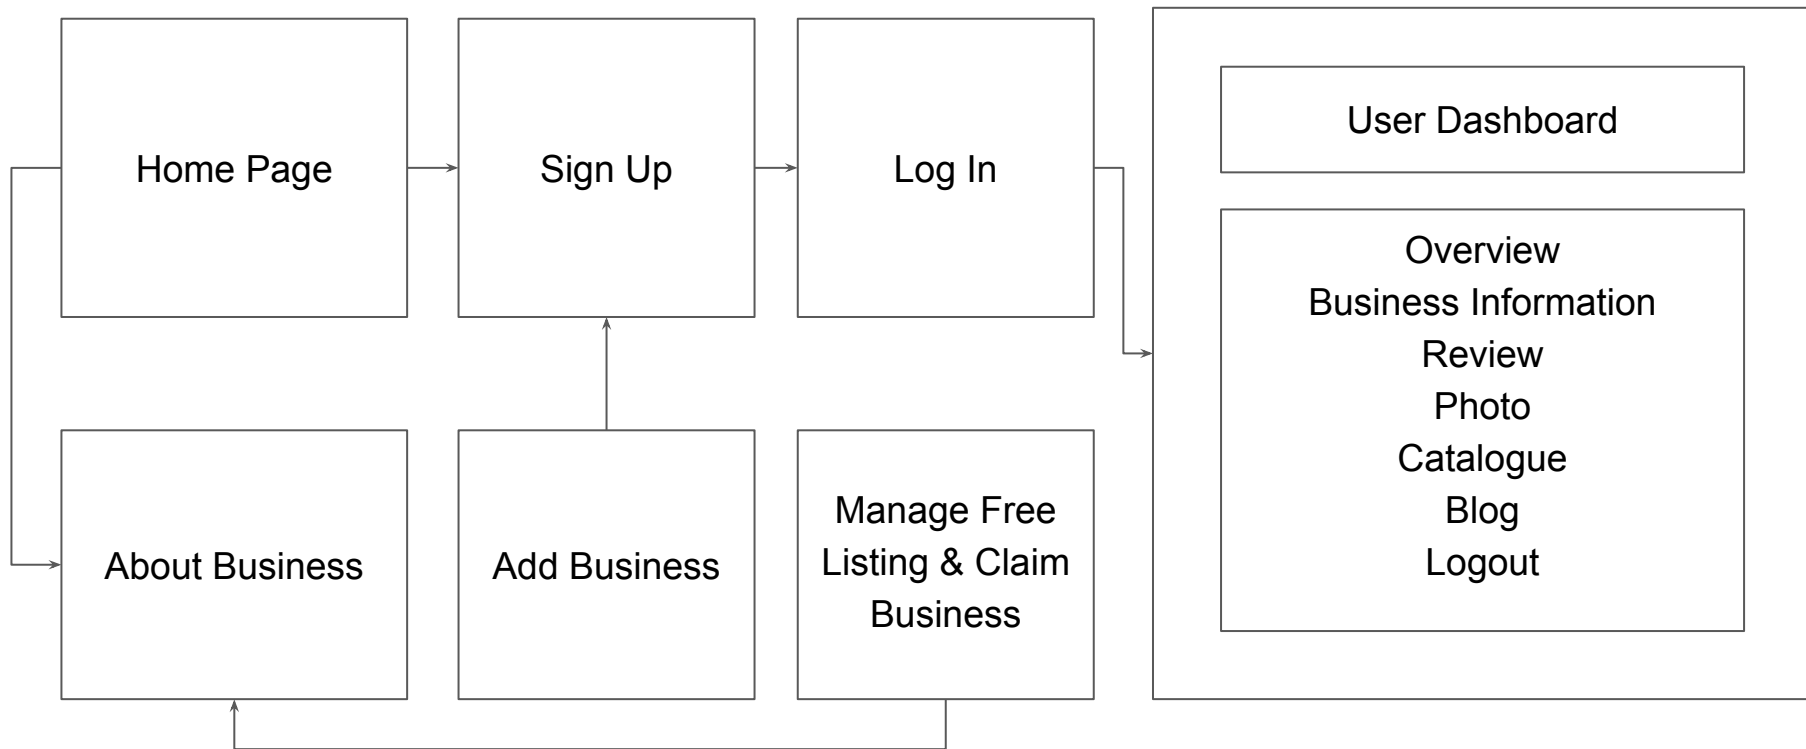 Home Page
Sign Up
Log In
User Dashboard
Overview
Business Information
Review
Photo
Catalogue
Blog
Logout
About Business
Add Business
Manage Free
Listing & Claim
Business